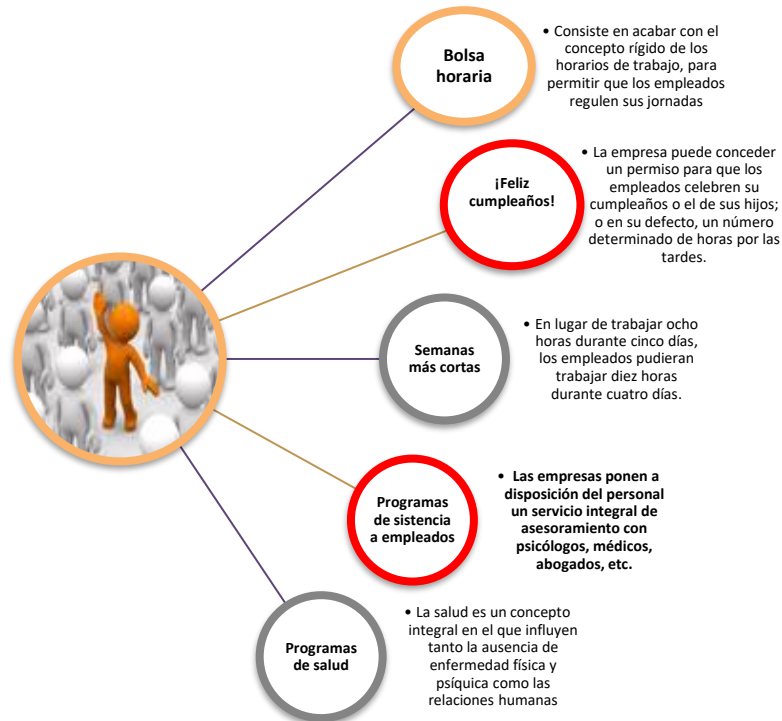 Bolsa
horaria
• Consiste en acabar con el
concepto rígido de los
horarios de trabajo, para
permitir que los empleados
regulen sus jornadas
¡Feliz
cumpleaños!
• La empresa puede conceder
un permiso para que los
empleados celebren su
cumpleaños o el de sus hijos;
o en su defecto, un número
determinado de horas por las
tardes.
Semanas
más cortas
• En lugar de trabajar ocho
horas durante cinco días,
los empleados pudieran
trabajar diez horas
durante cuatro días.
Programas
de sistencia
a empleados
• Las empresas ponen a
disposición del personal
un servicio integral de
asesoramiento con
psicólogos, médicos,
abogados, etc.
Programas
de salud
• La salud es un concepto
integral en el que influyen
tanto la ausencia de
enfermedad física y
psíquica como las
relaciones humanas